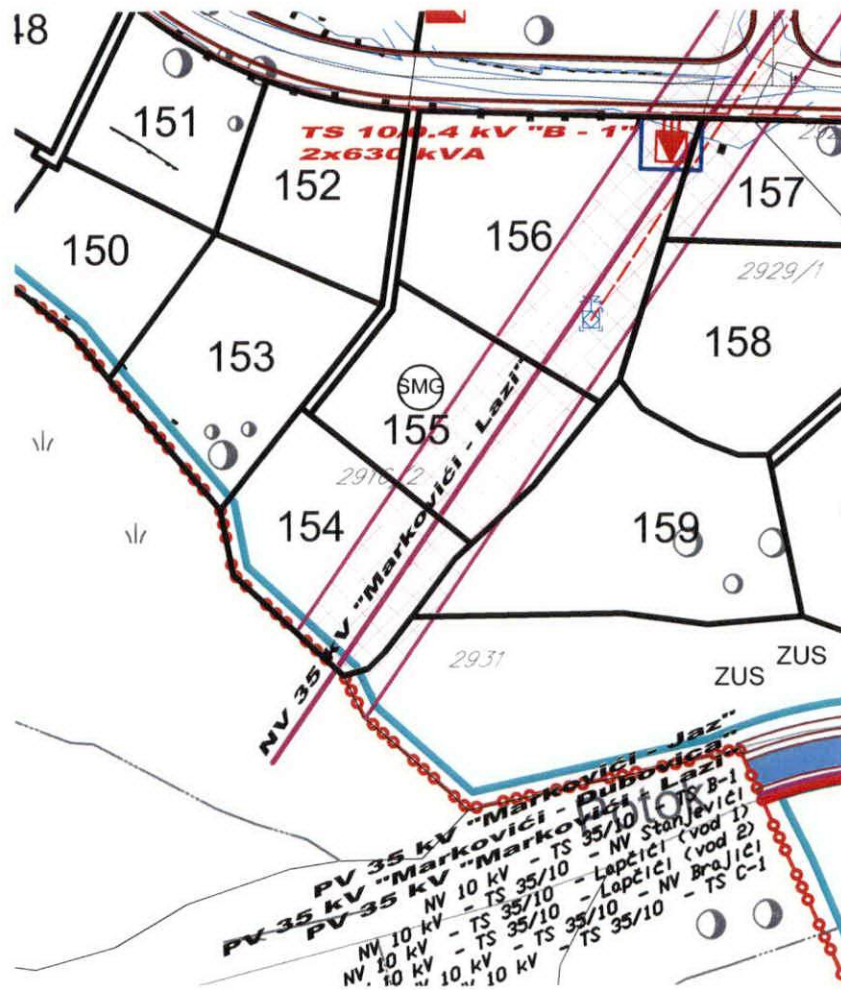 48
151
TS 10/0.4 kV "B - 1"
2x630 kVA
152
157
156
150
2929/1
158
153
SMG
155
2916/2
154
159
NV 35 kV "Markovići - Lazi"
2931
ZUS
ZUS
Potok
PV 35 kV "Markovići - Jaz"
PV 35 kV "Markovići - Dubovica"
PV 35 kV "Markovići - Lazi"
NV 10 kV - TS 35/10 - TS B-1
NV 10 kV - TS 35/10 - NV Stanjevići
NV 10 kV - TS 35/10 - Lapčići (vod 1)
10 kV - TS 35/10 - Lapčići (vod 2)
10 kV - TS 35/10 - NV Brajići
10 kV - TS 35/10 - TS C-1